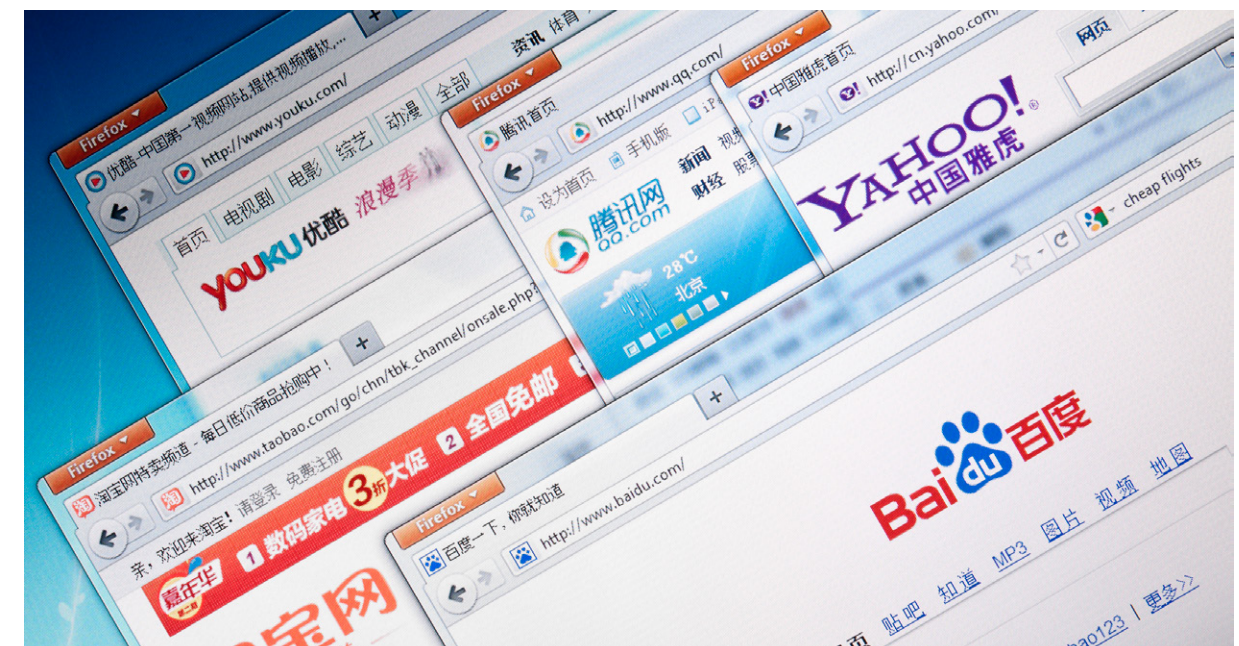 Firefox
优酷-中国第一视频网站,提供视频播放,...
+
http://www.youku.com/
资讯 体育
首页 电视剧 电影 综艺 动漫 全部
YOUKU 优酷 浪漫季
Firefox
腾讯首页
http://www.qq.com/
设为首页 手机版
腾讯网
QQ.com
新闻
财经
28℃
北京
Firefox
中国雅虎首页
http://cn.yahoo.com/
网页
YAHOO!®
中国雅虎
Firefox
淘宝网特卖频道 - 每日低价商品抢购中！
+
http://www.taobao.com/go/chn/tbk_channel/onsale.php?
亲，欢迎来淘宝! 请登录 免费注册
嘉年华
1 数码家电3折大促 2 全国免邮
宝网
Firefox
百度一下，你就知道
+
http://www.baidu.com/
cheap flights
Bai du 百度
贴吧 知道 MP3 图片 视频 地图
ao123 | 更多>>